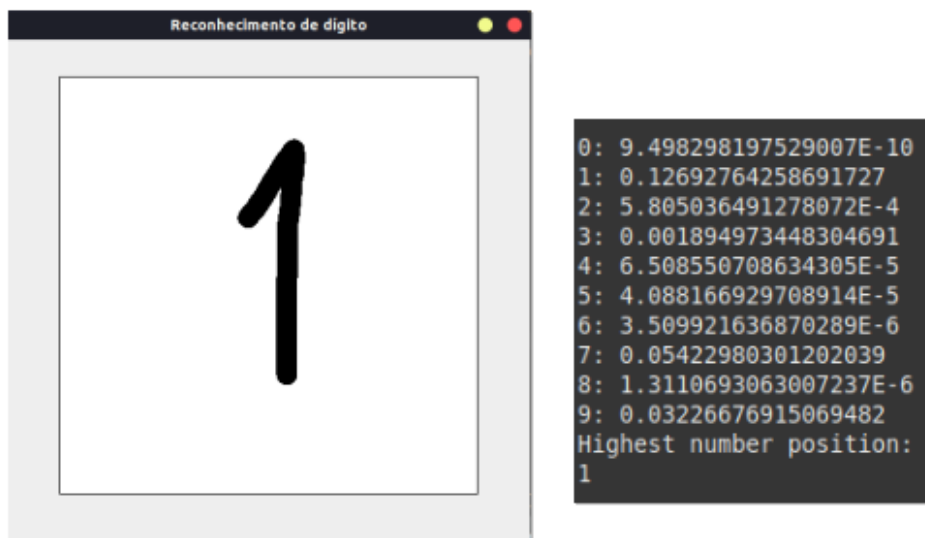 Reconhecimento de dígito
1
0: 9.498298197529007E-10
1: 0.12692764258691727
2: 5.805036491278072E-4
3: 0.001894973448304691
4: 6.508550708634305E-5
5: 4.088166929708914E-5
6: 3.509921636870289E-6
7: 0.05422980301202039
8: 1.3110693063007237E-6
9: 0.03226676915069482
Highest number position:
1